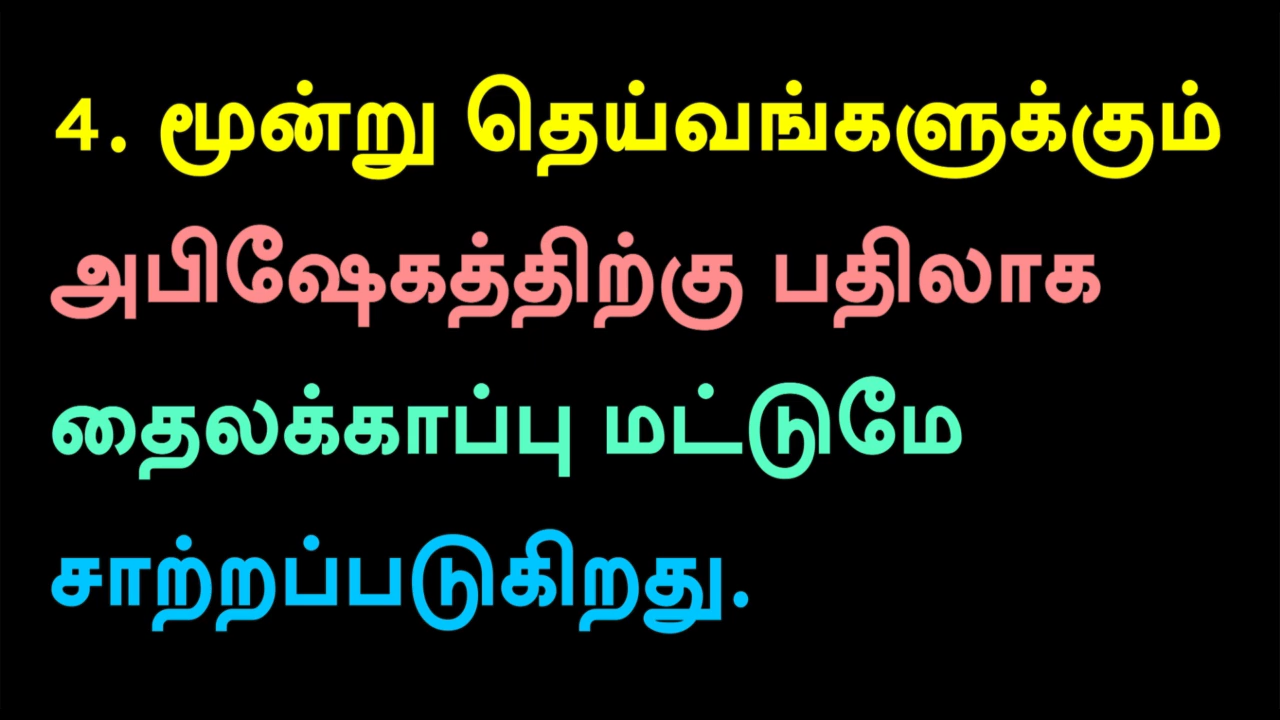 4. மூன்று தெய்வங்களுக்கும்
அபிஷேகத்திற்கு பதிலாக
தைலக்காப்பு மட்டுமே
சாற்றப்படுகிறது.